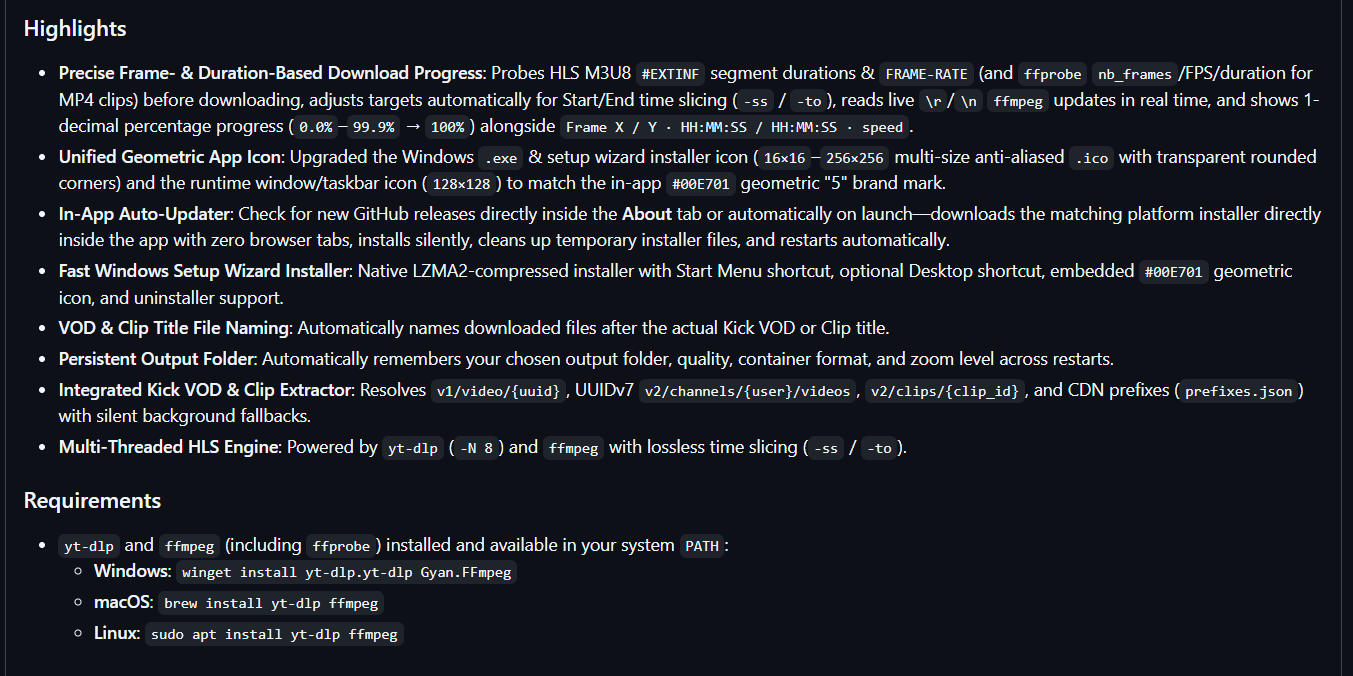 Highlights
• Precise Frame- & Duration-Based Download Progress: Probes HLS M3U8 #EXTINF segment durations & FRAME-RATE (and ffprobe nb_frames/FPS/duration for
MP4 clips) before downloading, adjusts targets automatically for Start/End time slicing (-ss / -to), reads live \r/\n ffmpeg updates in real time, and shows 1-
decimal percentage progress (0.0%–99.9% → 100%) alongside Frame X / Y · HH:MM:SS / HH:MM:SS · speed.
• Unified Geometric App Icon: Upgraded the Windows .exe & setup wizard installer icon (16×16–256×256 multi-size anti-aliased .ico with transparent rounded
corners) and the runtime window/taskbar icon (128×128) to match the in-app #00E701 geometric "5" brand mark.
• In-App Auto-Updater: Check for new GitHub releases directly inside the About tab or automatically on launch—downloads the matching platform installer directly
inside the app with zero browser tabs, installs silently, cleans up temporary installer files, and restarts automatically.
• Fast Windows Setup Wizard Installer: Native LZMA2-compressed installer with Start Menu shortcut, optional Desktop shortcut, embedded #00E701 geometric
icon, and uninstaller support.
• VOD & Clip Title File Naming: Automatically names downloaded files after the actual Kick VOD or Clip title.
• Persistent Output Folder: Automatically remembers your chosen output folder, quality, container format, and zoom level across restarts.
• Integrated Kick VOD & Clip Extractor: Resolves v1/video/{uuid}, UUIDv7 v2/channels/{user}/videos, v2/clips/{clip_id}, and CDN prefixes (prefixes.json)
with silent background fallbacks.
• Multi-Threaded HLS Engine: Powered by yt-dlp (-N 8) and ffmpeg with lossless time slicing (-ss / -to).
Requirements
• yt-dlp and ffmpeg (including ffprobe) installed and available in your system PATH:
◦ Windows: winget install yt-dlp.yt-dlp Gyan.FFmpeg
◦ macOS: brew install yt-dlp ffmpeg
◦ Linux: sudo apt install yt-dlp ffmpeg